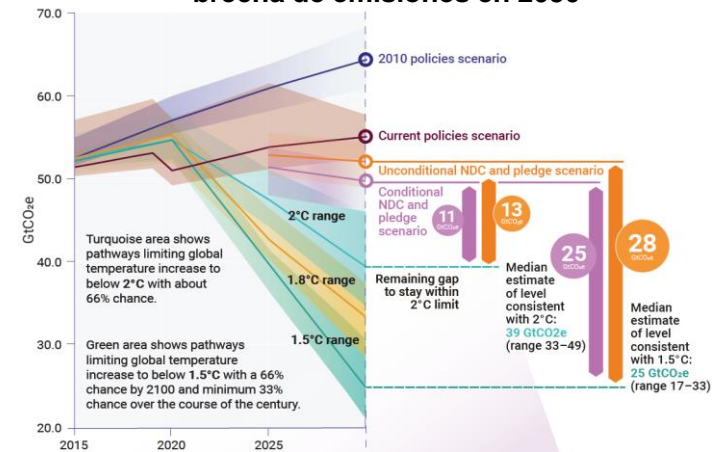 brecha de emisiones en 2030
70.0
60.0
50.0
40.0
30.0
20.0
GtCO₂e
2015
2020
2025
2010 policies scenario
Current policies scenario
Unconditional NDC and pledge scenario
Conditional
NDC and
pledge
scenario
11
GtCO₂e
13
GtCO₂e
25
GtCO₂e
28
GtCO₂e
2°C range
1.8°C range
1.5°C range
Turquoise area shows
pathways limiting global
temperature increase to
below 2°C with about
66% chance.
Green area shows pathways
limiting global temperature
increase to below 1.5°C with a 66%
chance by 2100 and minimum 33%
chance over the course of the century.
Remaining gap
to stay within
2°C limit
Median
estimate
of level
consistent
with 2°C:
39 GtCO2e
(range 33–49)
Median
estimate
of level
consistent
with 1.5°C:
25 GtCO₂e
(range 17–33)